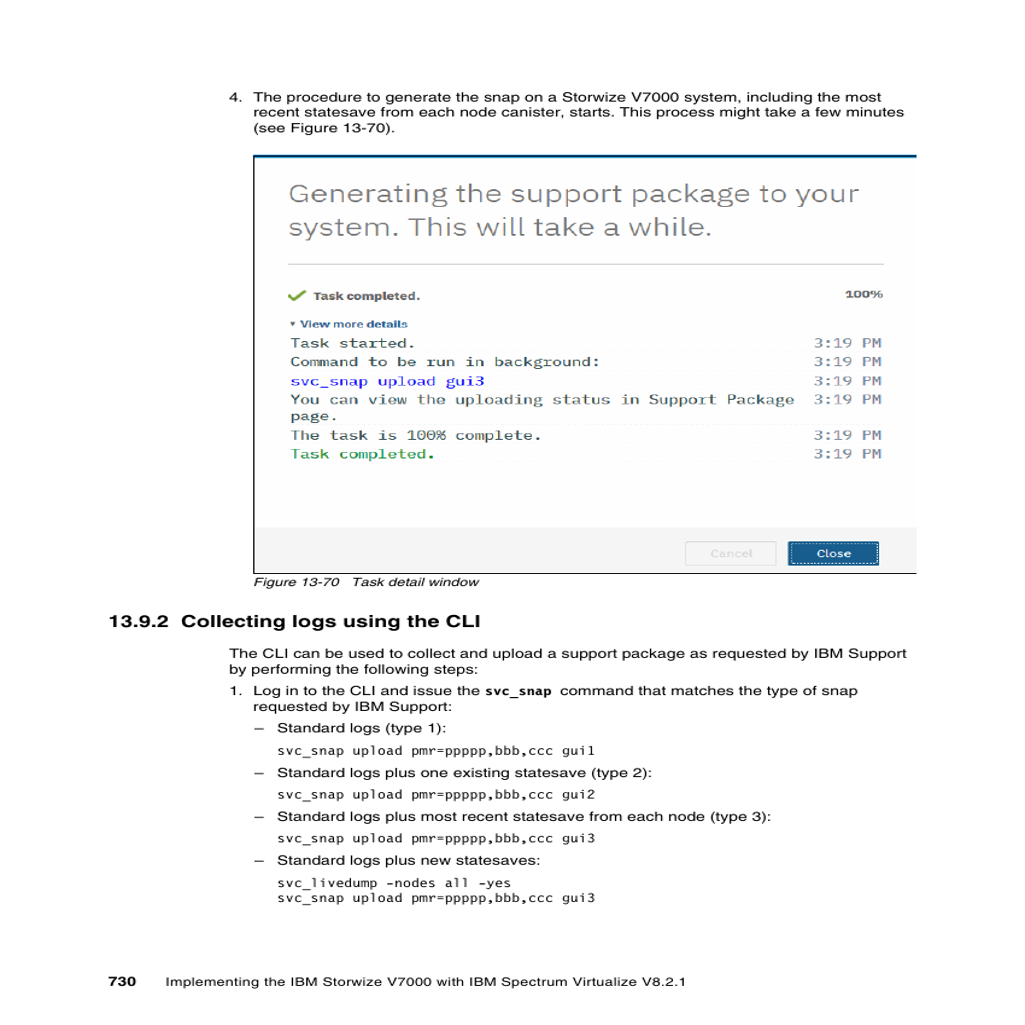 4. The procedure to generate the snap on a Storwize V7000 system, including the most
recent statesave from each node canister, starts. This process might take a few minutes
(see Figure 13-70).
Generating the support package to your
system. This will take a while.
Task completed. 100%
View more details
Task started. 3:19 PM
Command to be run in background: 3:19 PM
svc_snap upload gui3 3:19 PM
You can view the uploading status in Support Package 3:19 PM
page.
The task is 100% complete. 3:19 PM
Task completed. 3:19 PM
Cancel Close
Figure 13-70 Task detail window
13.9.2 Collecting logs using the CLI
The CLI can be used to collect and upload a support package as requested by IBM Support
by performing the following steps:
1. Log in to the CLI and issue the svc_snap command that matches the type of snap
requested by IBM Support:
– Standard logs (type 1):
svc_snap upload pmr=ppppp,bbb,ccc gui1
– Standard logs plus one existing statesave (type 2):
svc_snap upload pmr=ppppp,bbb,ccc gui2
– Standard logs plus most recent statesave from each node (type 3):
svc_snap upload pmr=ppppp,bbb,ccc gui3
– Standard logs plus new statesaves:
svc_livedump -nodes all -yes
svc_snap upload pmr=ppppp,bbb,ccc gui3
730 Implementing the IBM Storwize V7000 with IBM Spectrum Virtualize V8.2.1